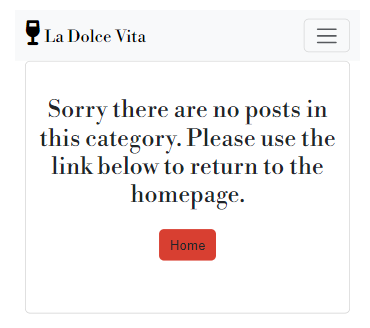 La Dolce Vita
Sorry there are no posts in
this category. Please use the
link below to return to the
homepage.
Home